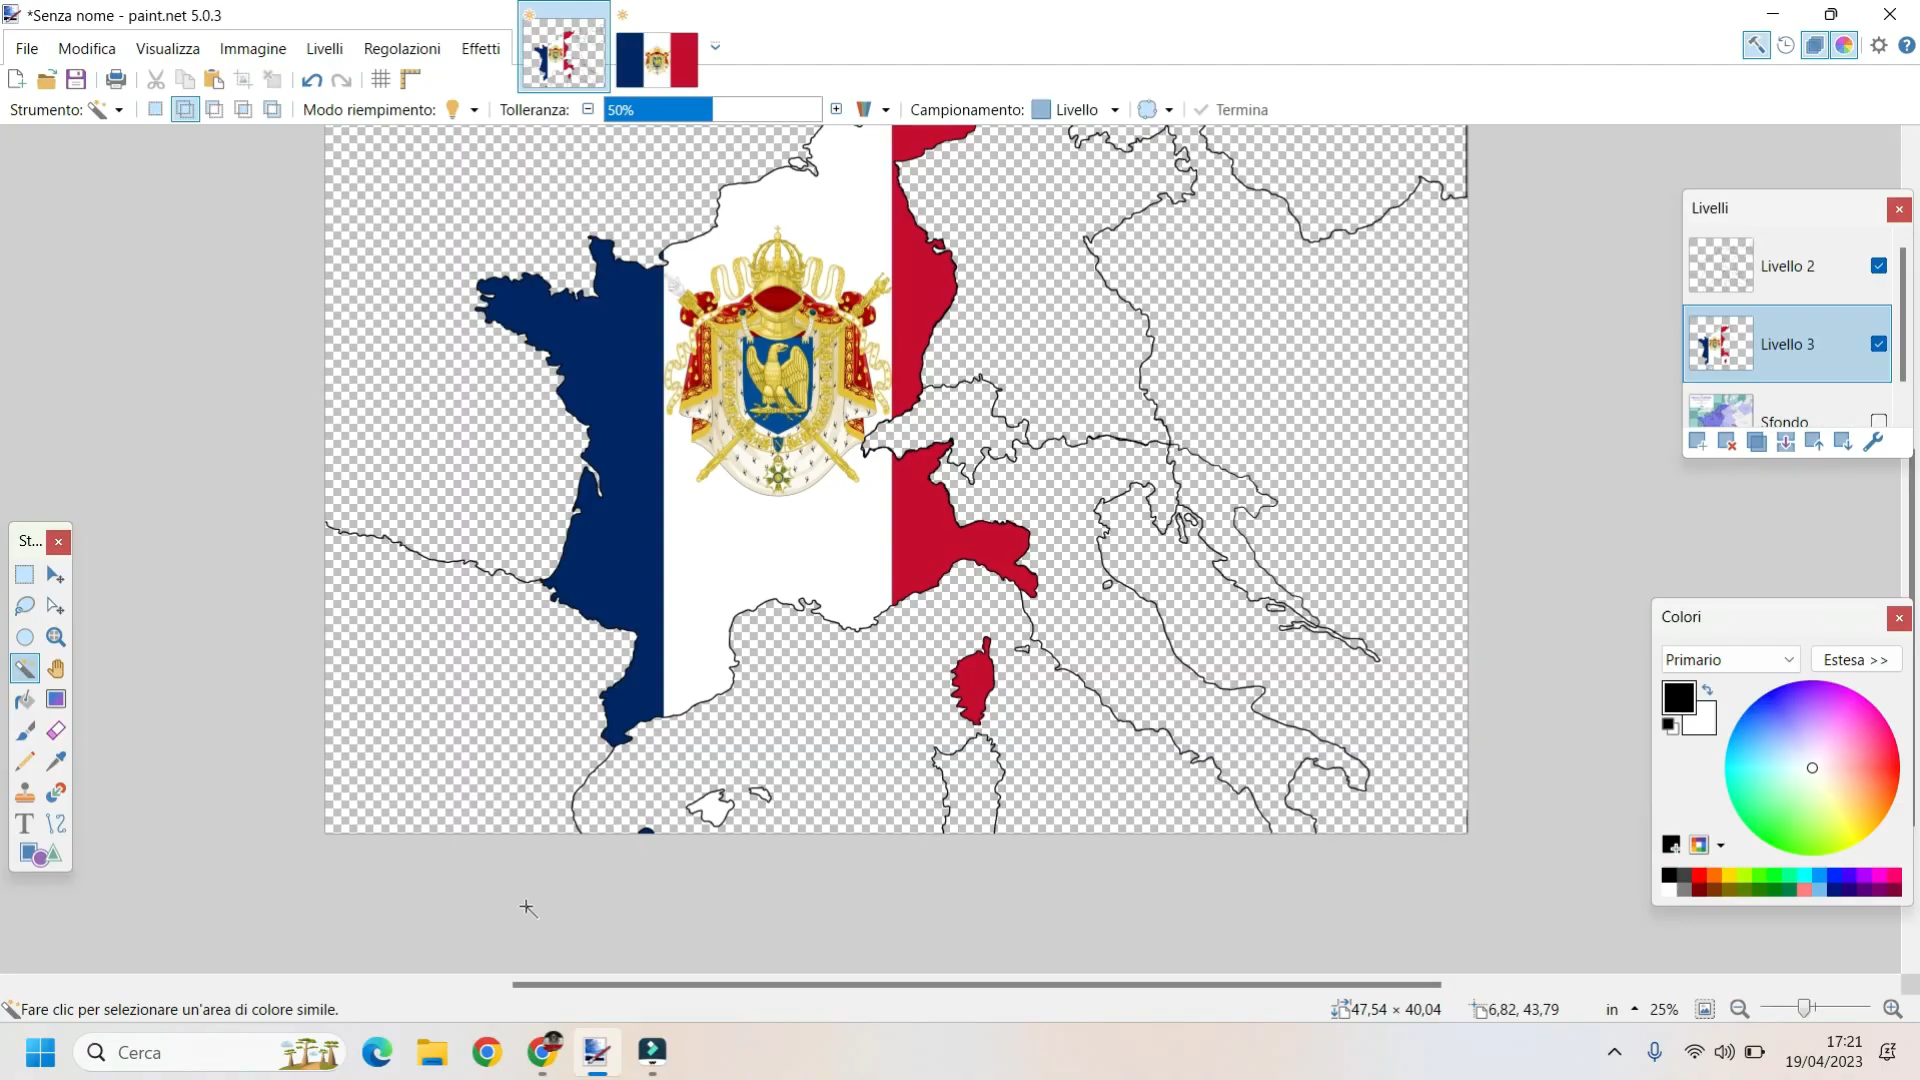 *Senza nome - paint.net 5.0.3
File Modifica Visualizza Immagine Livelli Regolazioni Effetti
Strumento: Modo riempimento: Tolleranza: 50% Campionamento: Livello Termina
Livelli
Livello 2
Livello 3
Sfondo
St...
Colori
Primario Estesa >>
Fare clic per selezionare un'area di colore simile. 47,54 × 40,04 6,82, 43,79 in 25%
Cerca
17:21
19/04/2023